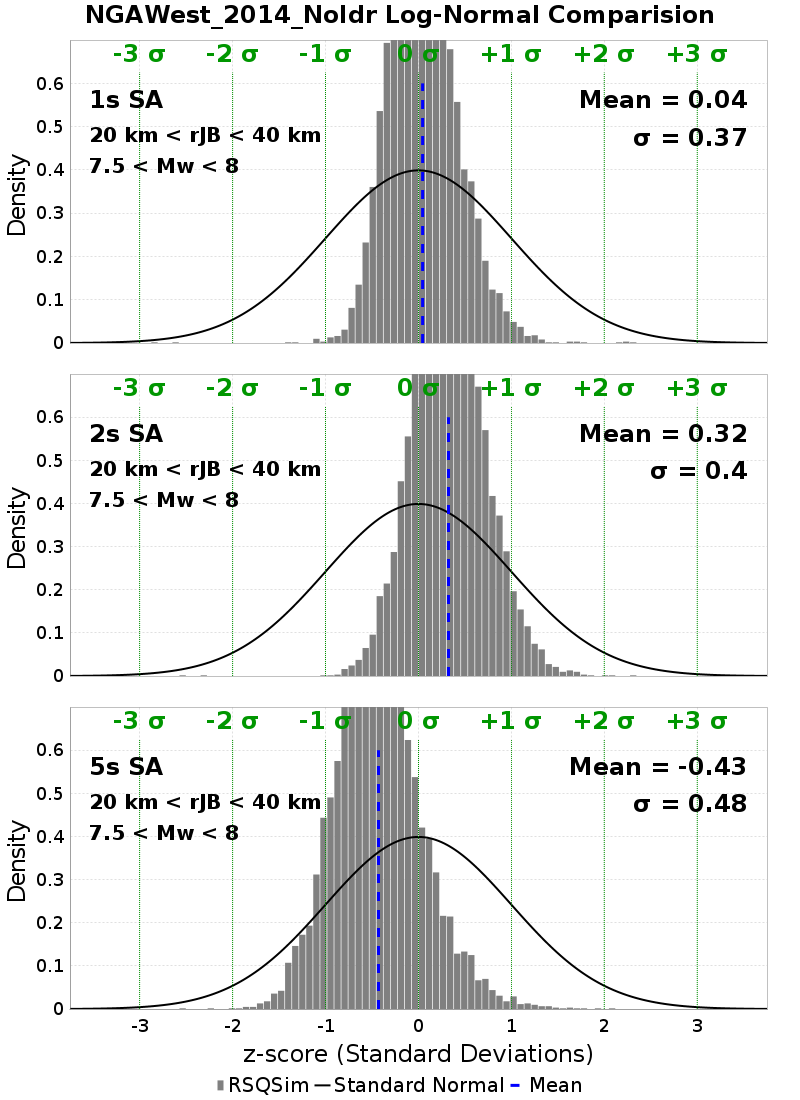 NGAWest_2014_NoIdr Log-Normal Comparision
-3 σ -2 σ -1 σ 0 σ +1 σ +2 σ +3 σ
1s SA
Mean = 0.04
20 km < rJB < 40 km
σ = 0.37
7.5 < Mw < 8
0.6
0.5
0.4
0.3
0.2
0.1
0
Density
-3 σ -2 σ -1 σ 0 σ +1 σ +2 σ +3 σ
2s SA
Mean = 0.32
20 km < rJB < 40 km
σ = 0.4
7.5 < Mw < 8
0.6
0.5
0.4
0.3
0.2
0.1
0
Density
-3 σ -2 σ -1 σ 0 σ +1 σ +2 σ +3 σ
5s SA
Mean = -0.43
20 km < rJB < 40 km
σ = 0.48
7.5 < Mw < 8
0.6
0.5
0.4
0.3
0.2
0.1
0
Density
-3 -2 -1 0 1 2 3
z-score (Standard Deviations)
RSQSim Standard Normal Mean